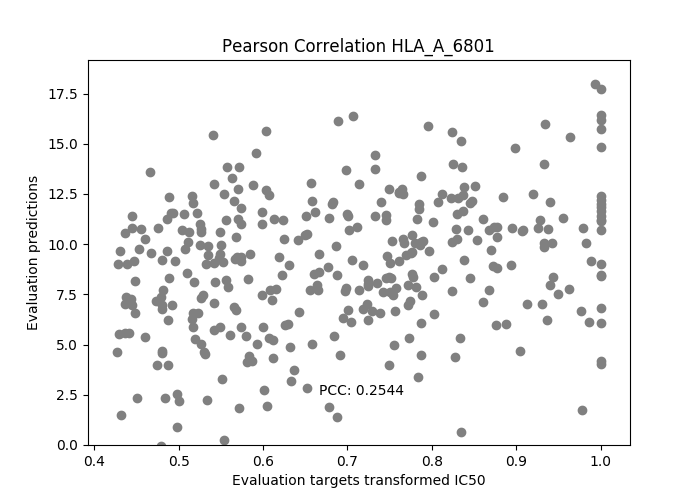 Pearson Correlation HLA_A_6801
Evaluation predictions
17.5
15.0
12.5
10.0
7.5
5.0
2.5
0.0
PCC: 0.2544
0.4 0.5 0.6 0.7 0.8 0.9 1.0
Evaluation targets transformed IC50